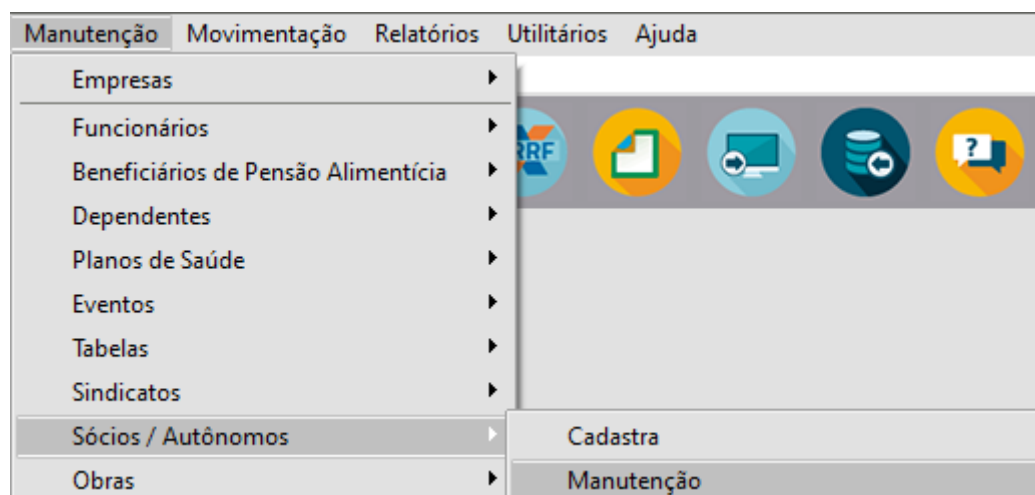 Manutenção Movimentação Relatórios Utilitários Ajuda
Empresas
Funcionários
RRF
Beneficiários de Pensão Alimentícia
Dependentes
Planos de Saúde
Eventos
Tabelas
Sindicatos
Sócios / Autônomos
Cadastra
Obras
Manutenção